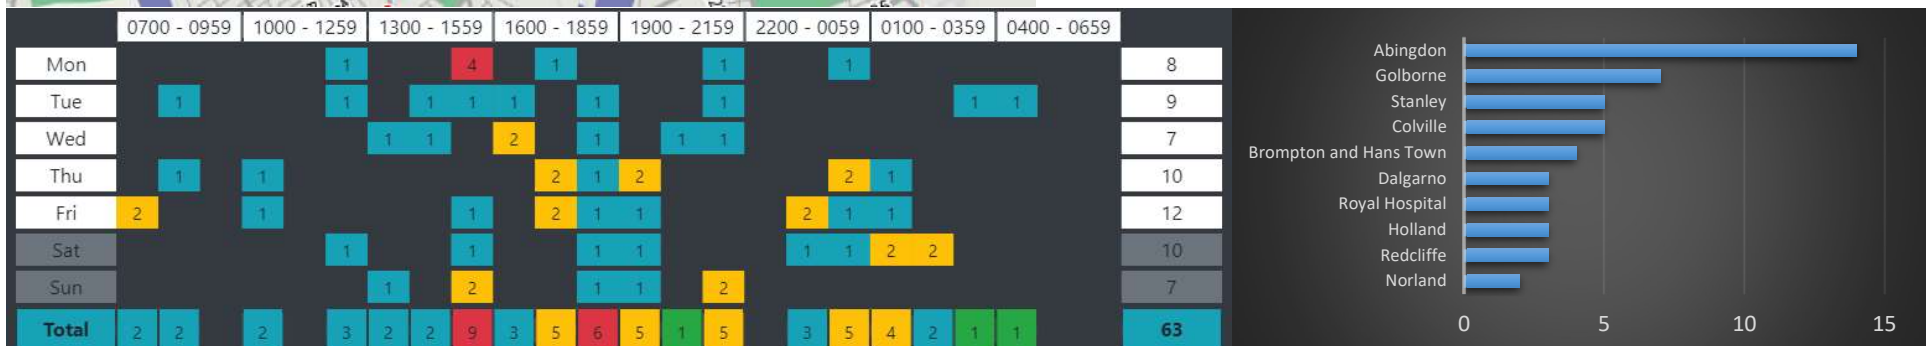 0700 - 0959 1000 - 1259 1300 - 1559 1600 - 1859 1900 - 2159 2200 - 0059 0100 - 0359 0400 - 0659
Mon 1 4 1 1 1 8
Tue 1 1 1 1 1 1 1 1 1 9
Wed 1 1 2 1 1 1 7
Thu 1 1 2 1 2 2 1 10
Fri 2 1 1 2 1 1 2 1 1 12
Sat 1 1 1 1 1 1 2 2 10
Sun 1 2 1 1 2 7
Total 2 2 2 3 2 2 9 3 5 6 5 1 5 3 5 4 2 1 1 63
Abingdon
Golborne
Stanley
Colville
Brompton and Hans Town
Dalgarno
Royal Hospital
Holland
Redcliffe
Norland
0 5 10 15